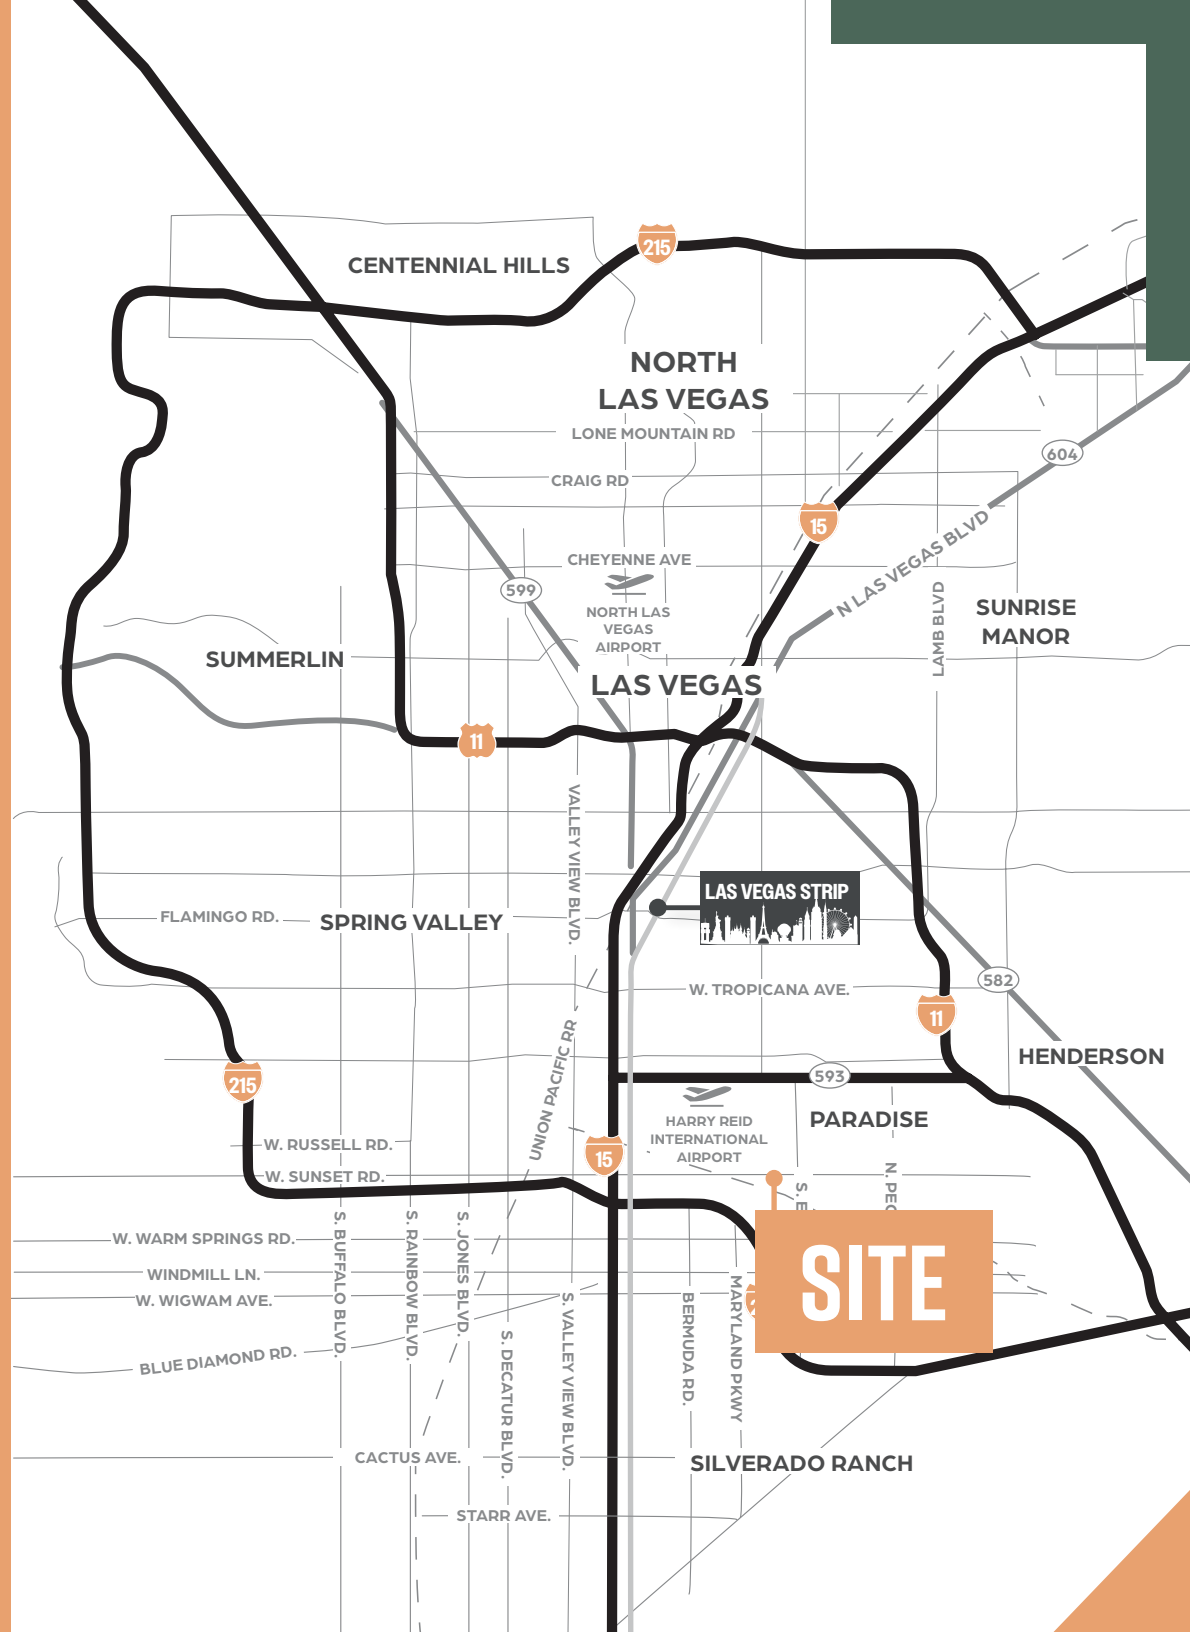 215
CENTENNIAL HILLS
NORTH
LAS VEGAS
LONE MOUNTAIN RD
604
CRAIG RD
15
N LAS VEGAS BLVD
CHEYENNE AVE
599
NORTH LAS
VEGAS
AIRPORT
LAMB BLVD
SUNRISE
MANOR
SUMMERLIN
LAS VEGAS
11
VALLEY VIEW BLVD.
LAS VEGAS STRIP
FLAMINGO RD.
SPRING VALLEY
582
W. TROPICANA AVE.
11
UNION PACIFIC RR
HENDERSON
593
215
HARRY REID
INTERNATIONAL
AIRPORT
PARADISE
W. RUSSELL RD.
15
W. SUNSET RD.
S. BUFFALO BLVD.
S. RAINBOW BLVD.
S. JONES BLVD.
W. WARM SPRINGS RD.
WINDMILL LN.
W. WIGWAM AVE.
SITE
S. VALLEY VIEW BLVD.
BERMUDA RD.
MARYLAND PKWY
S. DECATUR BLVD.
BLUE DIAMOND RD.
CACTUS AVE.
SILVERADO RANCH
STARR AVE.